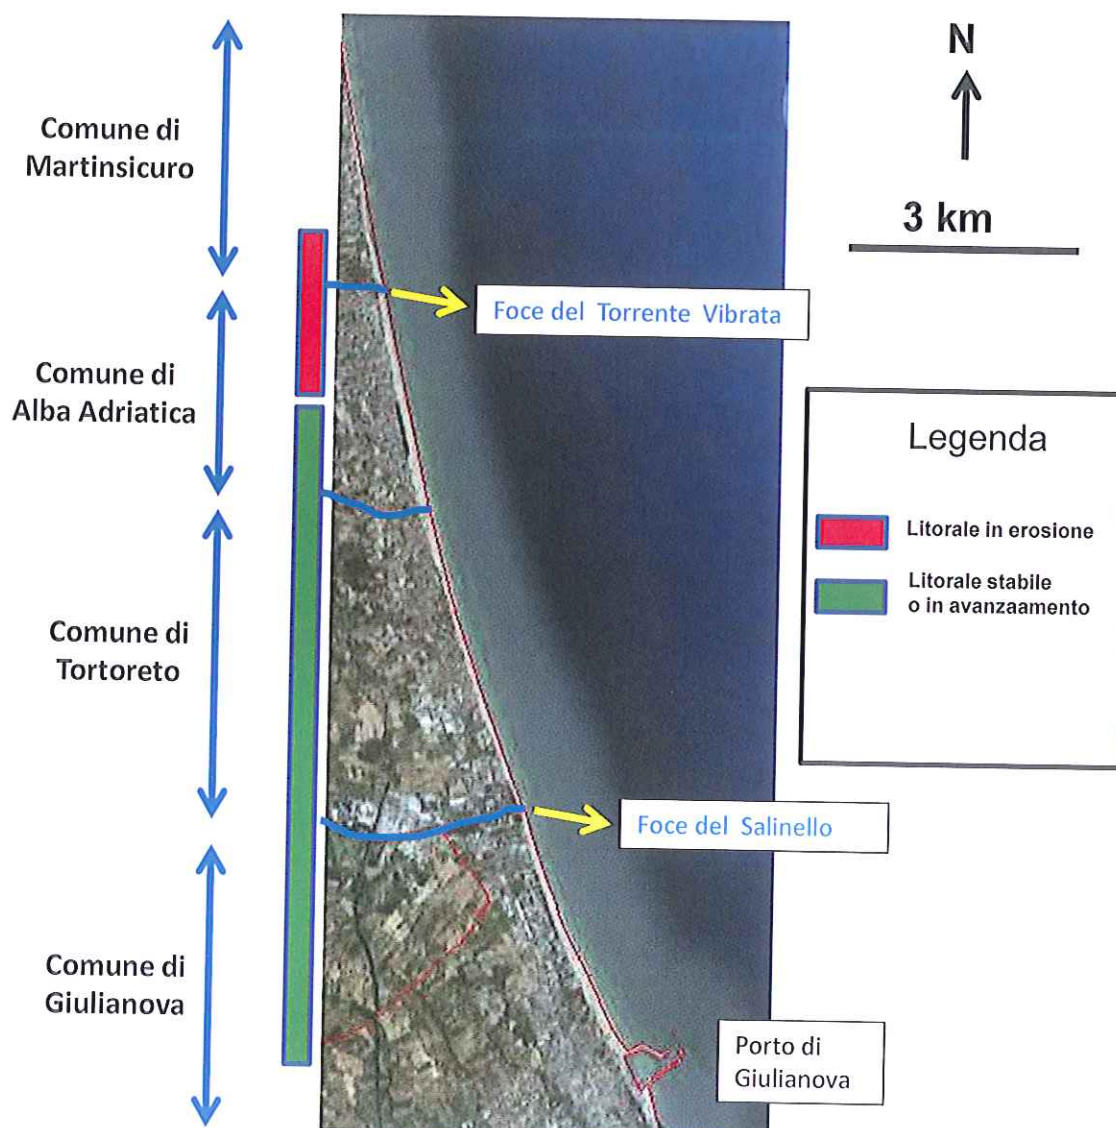 Comune di
Martinsicuro
N
3 km
Foce del Torrente Vibrata
Comune di
Alba Adriatica
Legenda
Litorale in erosione
Litorale stabile
o in avanzaamento
Comune di
Tortoreto
Foce del Salinello
Comune di
Giulianova
Porto di
Giulianova